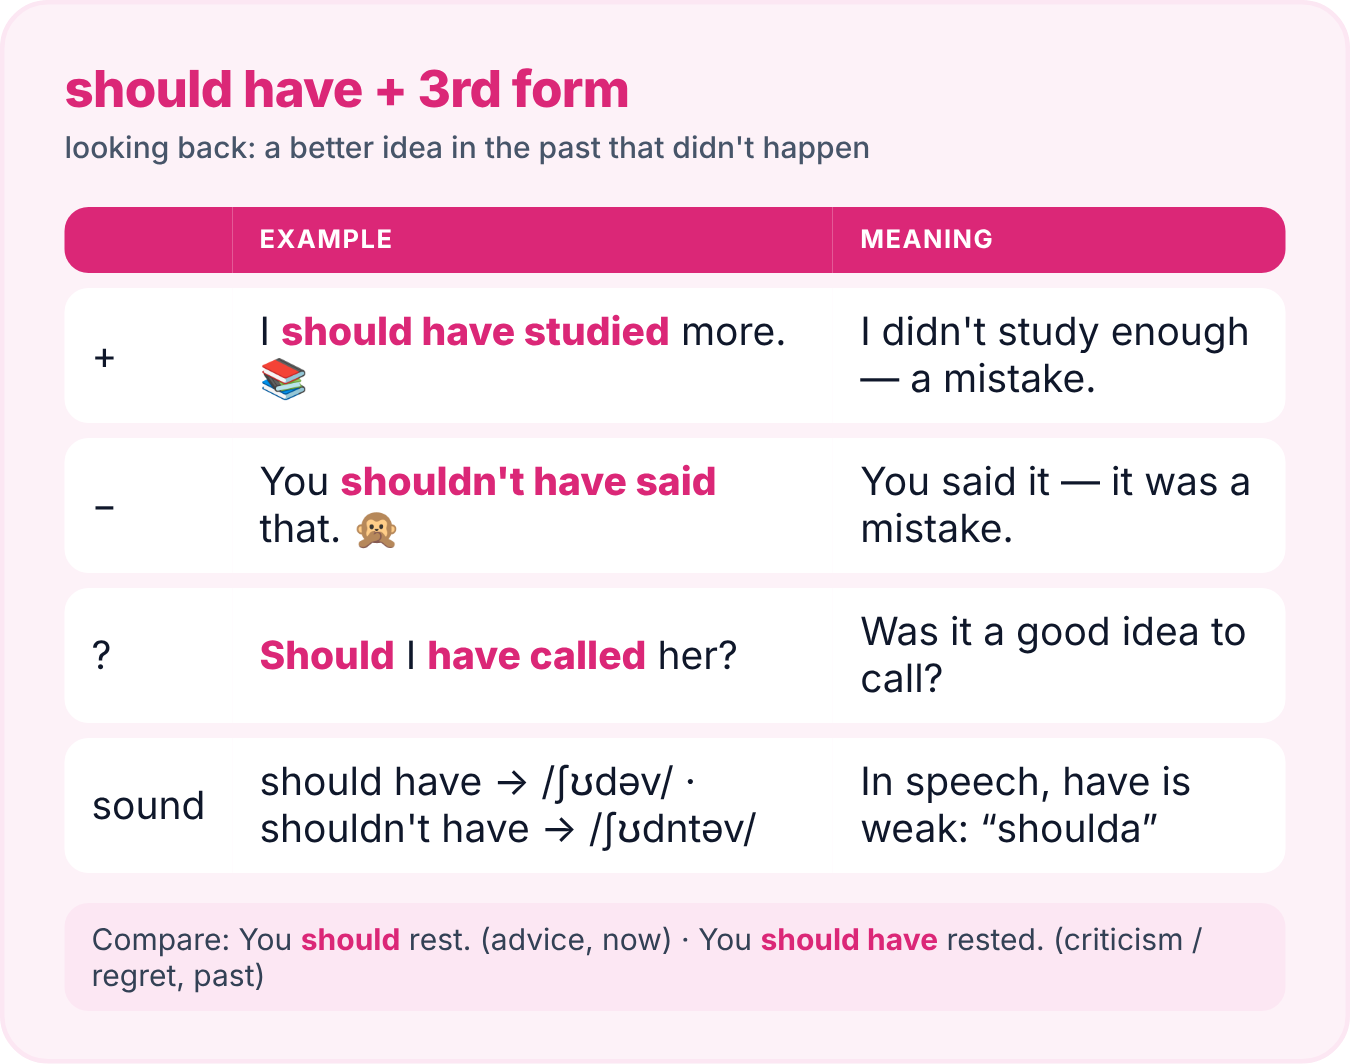 should have + 3rd form
looking back: a better idea in the past that didn't happen
EXAMPLE MEANING
+
I should have studied more. 📚
I didn't study enough
— a mistake.
−
You shouldn't have said
that. 🙊
You said it — it was a
mistake.
?
Should I have called her?
Was it a good idea to
call?
sound
should have → /ʃʊdəv/ ·
shouldn't have → /ʃʊdntəv/
In speech, have is
weak: “shoulda”
Compare: You should rest. (advice, now) · You should have rested. (criticism /
regret, past)